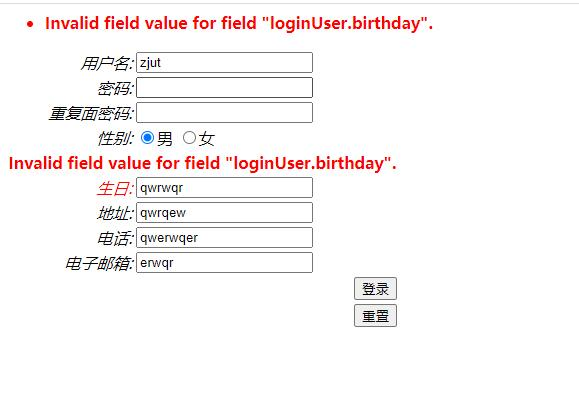 Invalid field value for field "loginUser.birthday".
用户名: zjut
密码:
重复面密码:
性别: 男 女
Invalid field value for field "loginUser.birthday".
生日: qwrwqr
地址: qwrqew
电话: qwerwqer
电子邮箱: erwqr
登录
重置